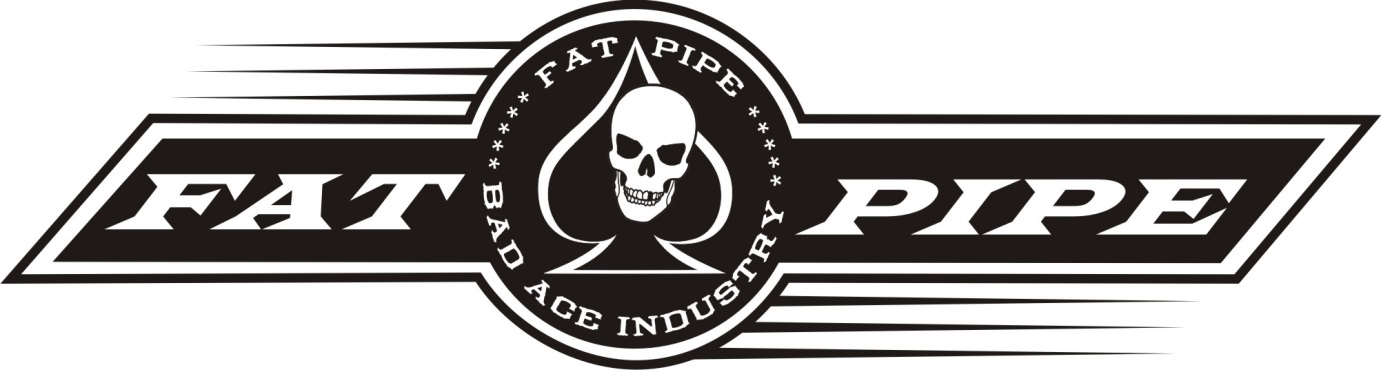 FAT PIPE
FAT PIPE
****** ******
BAD ACE INDUSTRY